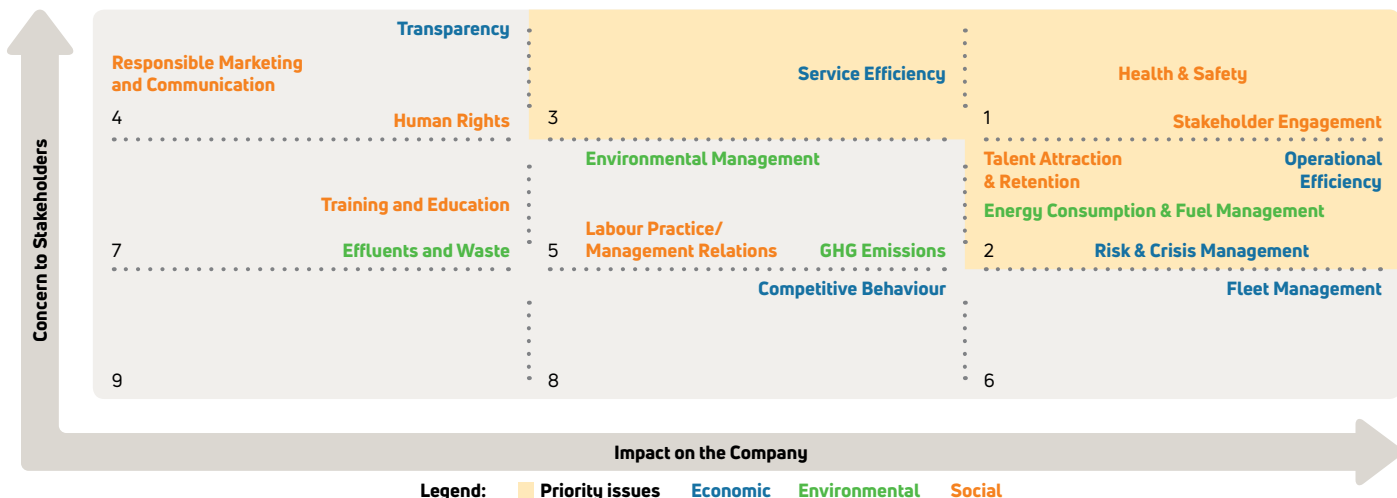 Concern to Stakeholders
Transparency
Responsible Marketing
and Communication
4
Human Rights
Service Efficiency
3
Health & Safety
1
Stakeholder Engagement
Training and Education
7
Effluents and Waste
Environmental Management
Labour Practice/
Management Relations
5
GHG Emissions
Talent Attraction
& Retention
Operational
Efficiency
Energy Consumption & Fuel Management
2
Risk & Crisis Management
9
Competitive Behaviour
8
Fleet Management
6
Impact on the Company
Legend: Priority issues Economic Environmental Social